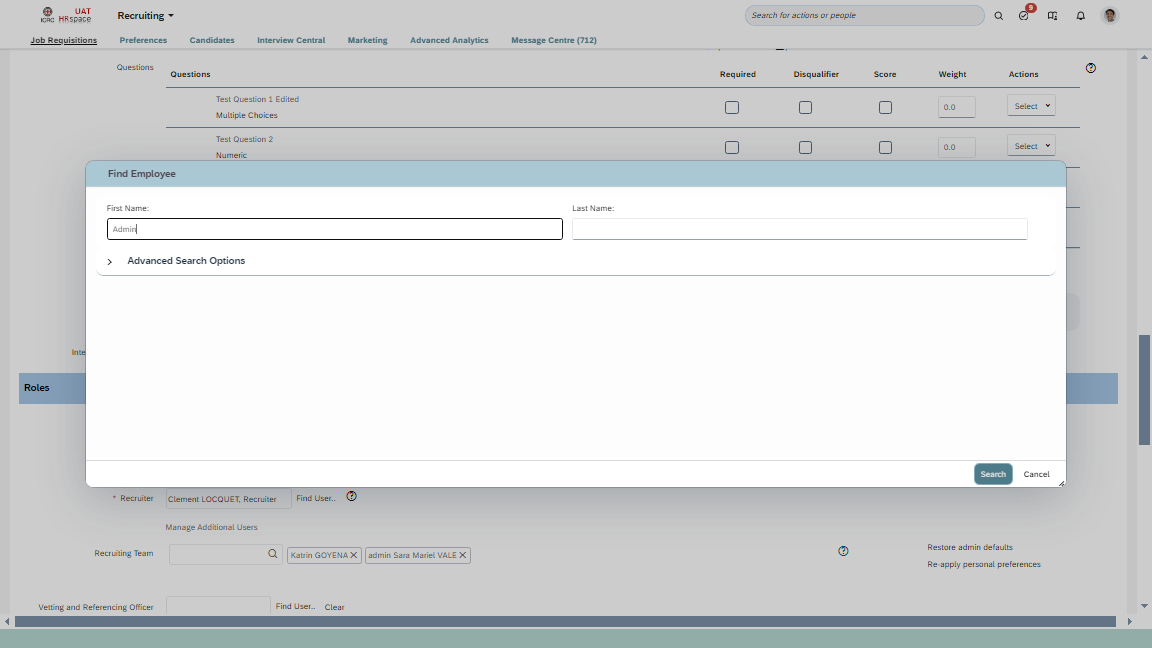 ICRC
UAT
HRspace
Recruiting
Search for actions or people
9
Job Requisitions
Preferences
Candidates
Interview Central
Marketing
Advanced Analytics
Message Centre (712)
Questions
Questions
Required
Disqualifier
Score
Weight
Actions
Test Question 1 Edited
Multiple Choices
0.0
Select
Test Question 2
Numeric
0.0
Select
Find Employee
First Name:
Last Name:
Admin
Advanced Search Options
Inte
Roles
Search
Cancel
* Recruiter
Clement LOCQUET, Recruiter
Find User..
Manage Additional Users
Recruiting Team
Katrin GOYENA
admin Sara Mariel VALE
Restore admin defaults
Re-apply personal preferences
Vetting and Referencing Officer
Find User..
Clear